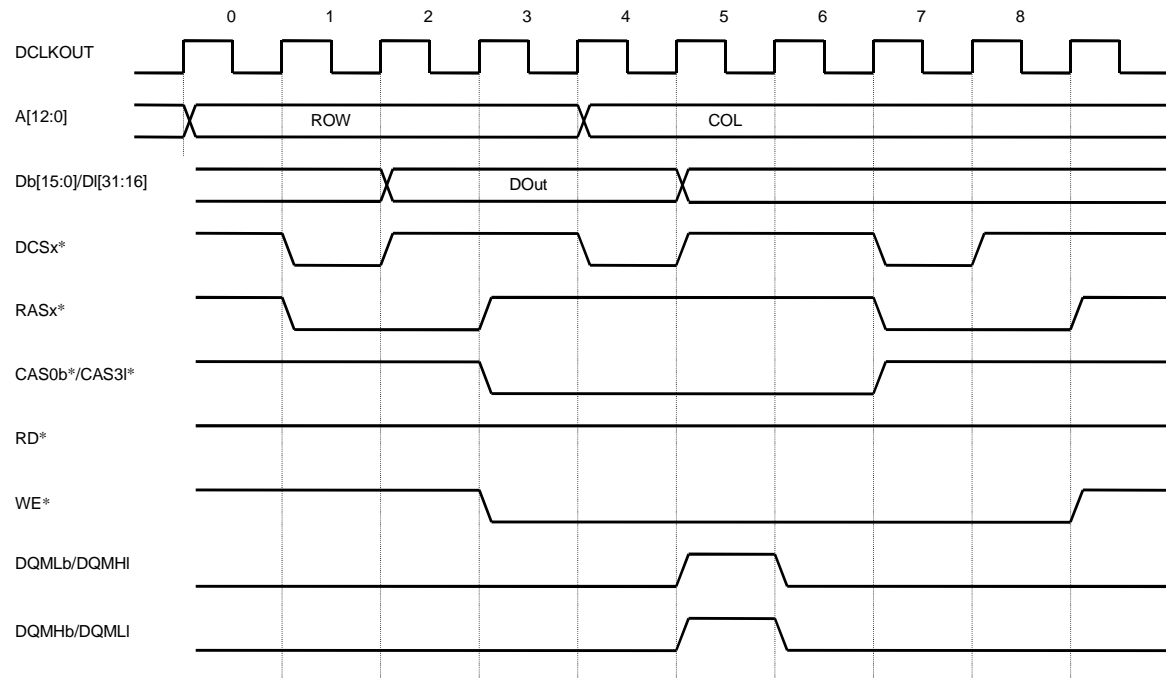 0 1 2 3 4 5 6 7 8
DCLKOUT
A[12:0] ROW COL
Db[15:0]/Dl[31:16] DOut
DCSx*
RASx*
CAS0b*/CAS3l*
RD*
WE*
DQMLb/DQMHl
DQMHb/DQMLl